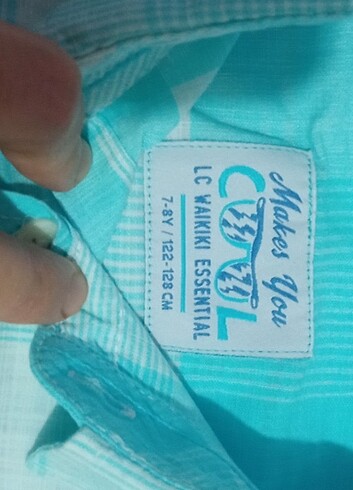 Makes You
COOL
LC WAIKIKI ESSENTIAL
7-8Y / 122-128 CM